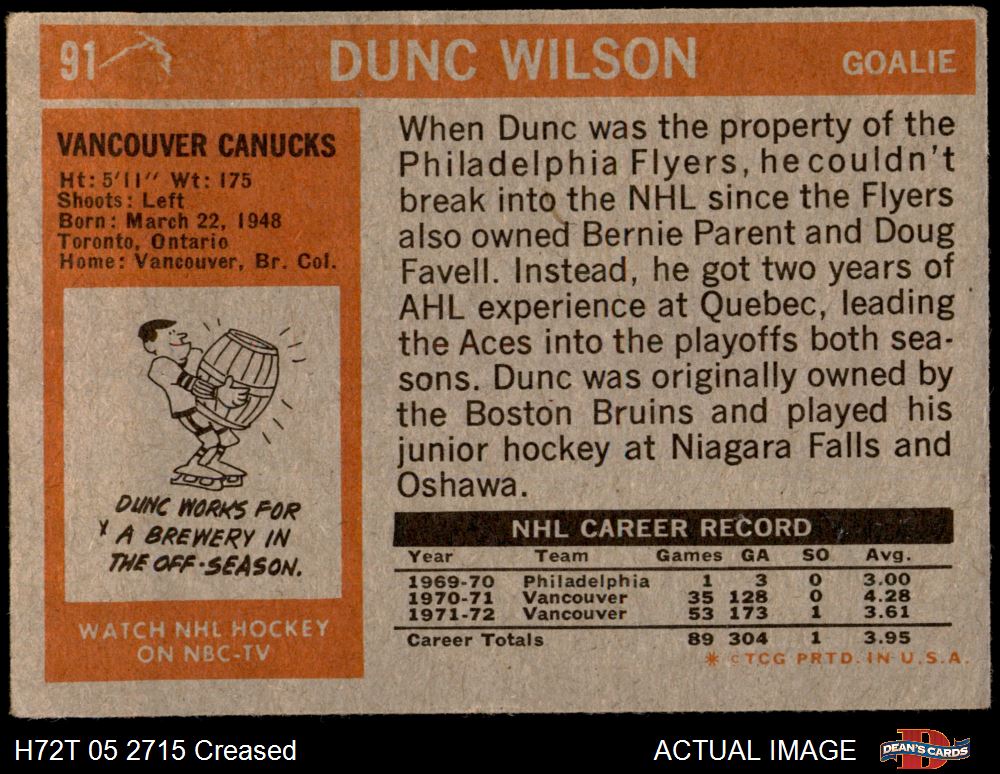 91
DUNC WILSON
GOALIE
VANCOUVER CANUCKS
Ht: 5'11" Wt: 175
Shoots: Left
Born: March 22, 1948
Toronto, Ontario
Home: Vancouver, Br. Col.
DUNC WORKS FOR
A BREWERY IN
THE OFF-SEASON.
WATCH NHL HOCKEY
ON NBC-TV
When Dunc was the property of the
Philadelphia Flyers, he couldn't
break into the NHL since the Flyers
also owned Bernie Parent and Doug
Favell. Instead, he got two years of
AHL experience at Quebec, leading
the Aces into the playoffs both sea-
sons. Dunc was originally owned by
the Boston Bruins and played his
junior hockey at Niagara Falls and
Oshawa.
NHL CAREER RECORD
Year Team Games GA SO Avg.
1969-70 Philadelphia 1 3 0 3.00
1970-71 Vancouver 35 128 0 4.28
1971-72 Vancouver 53 173 1 3.61
Career Totals 89 304 1 3.95
* © TCG PRTD. IN U.S.A.
H72T 05 2715 Creased
ACTUAL IMAGE
DEAN'S CARDS